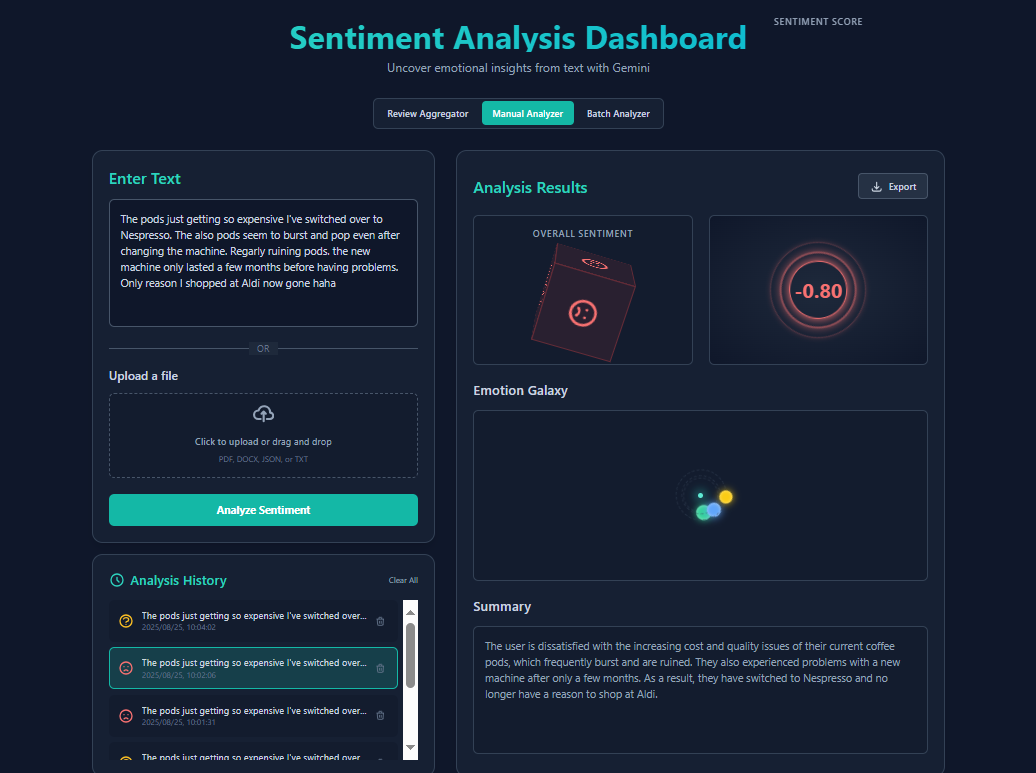 Sentiment Analysis Dashboard
SENTIMENT SCORE
Uncover emotional insights from text with Gemini
Review Aggregator
Manual Analyzer
Batch Analyzer
Enter Text
The pods just getting so expensive I've switched over to
Nespresso. The also pods seem to burst and pop even after
changing the machine. Regarly ruining pods. the new
machine only lasted a few months before having problems.
Only reason I shopped at Aldi now gone haha
OR
Upload a file
Click to upload or drag and drop
PDF, DOCX, JSON, or TXT
Analyze Sentiment
Analysis History
Clear All
The pods just getting so expensive I've switched over...
2025/08/25, 10:04:02
The pods just getting so expensive I've switched over...
2025/08/25, 10:02:06
The pods just getting so expensive I've switched over...
2025/08/25, 10:01:31
The pods just getting so expensive I've switched over...
Analysis Results
Export
OVERALL SENTIMENT
-0.80
Emotion Galaxy
Summary
The user is dissatisfied with the increasing cost and quality issues of their current coffee
pods, which frequently burst and are ruined. They also experienced problems with a new
machine after only a few months. As a result, they have switched to Nespresso and no
longer have a reason to shop at Aldi.